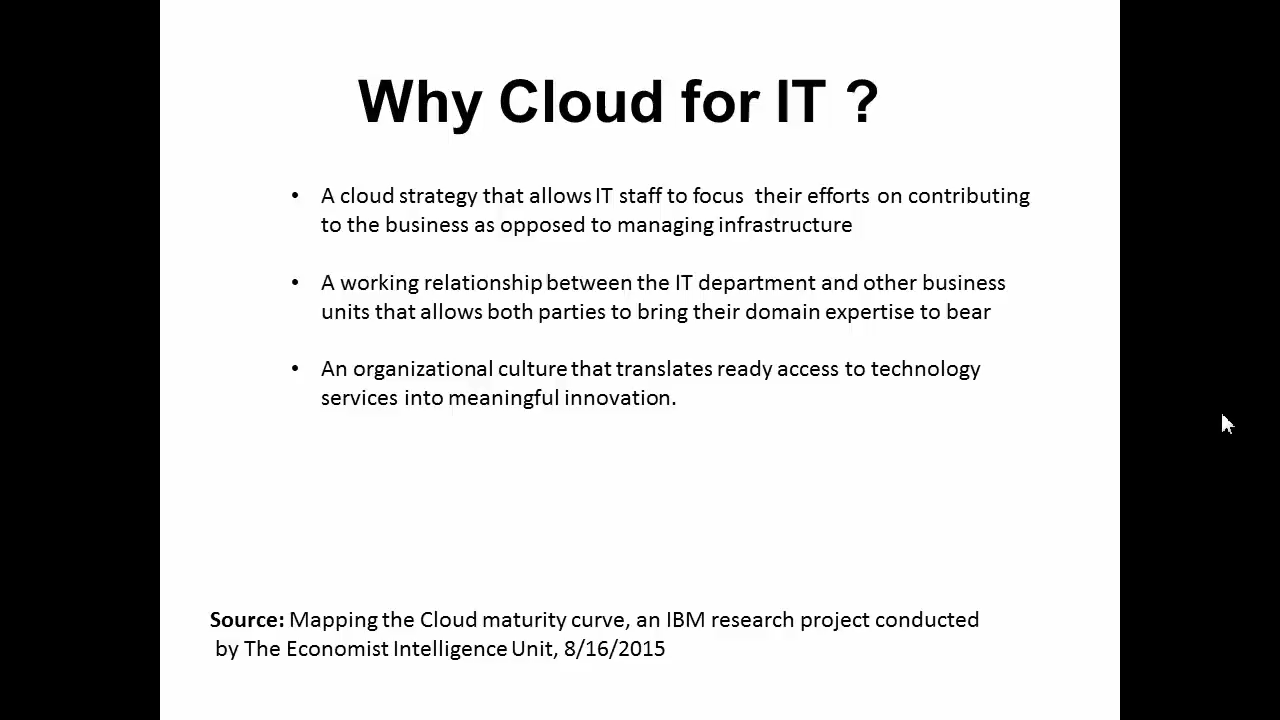 Why Cloud for IT ?
• A cloud strategy that allows IT staff to focus  their efforts on contributing
to the business as opposed to managing infrastructure
• A working relationship between the IT department and other business
units that allows both parties to bring their domain expertise to bear
• An organizational culture that translates ready access to technology
services into meaningful innovation.
Source: Mapping the Cloud maturity curve, an IBM research project conducted
by The Economist Intelligence Unit, 8/16/2015